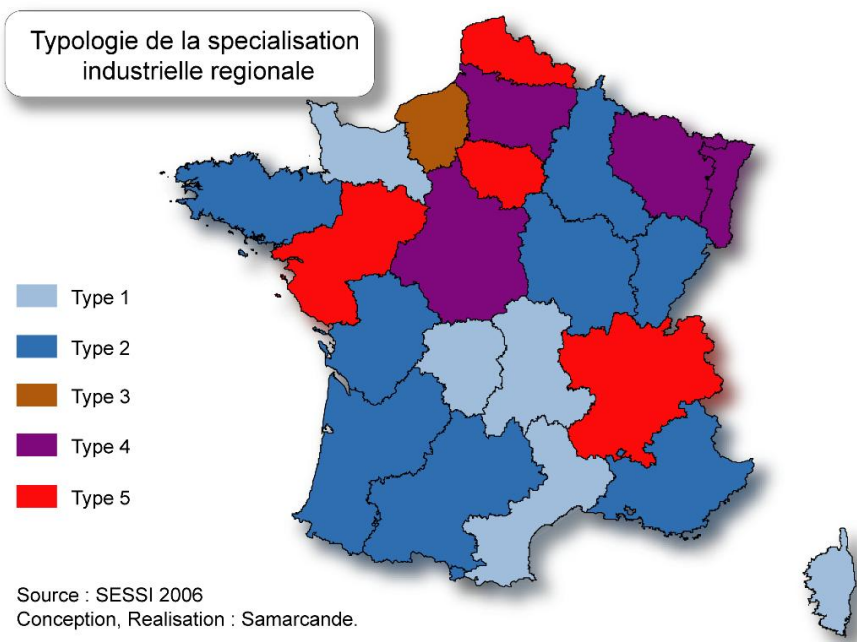 Typologie de la specialisation
industrielle regionale
Type 1
Type 2
Type 3
Type 4
Type 5
Source : SESSI 2006
Conception, Realisation : Samarcande.